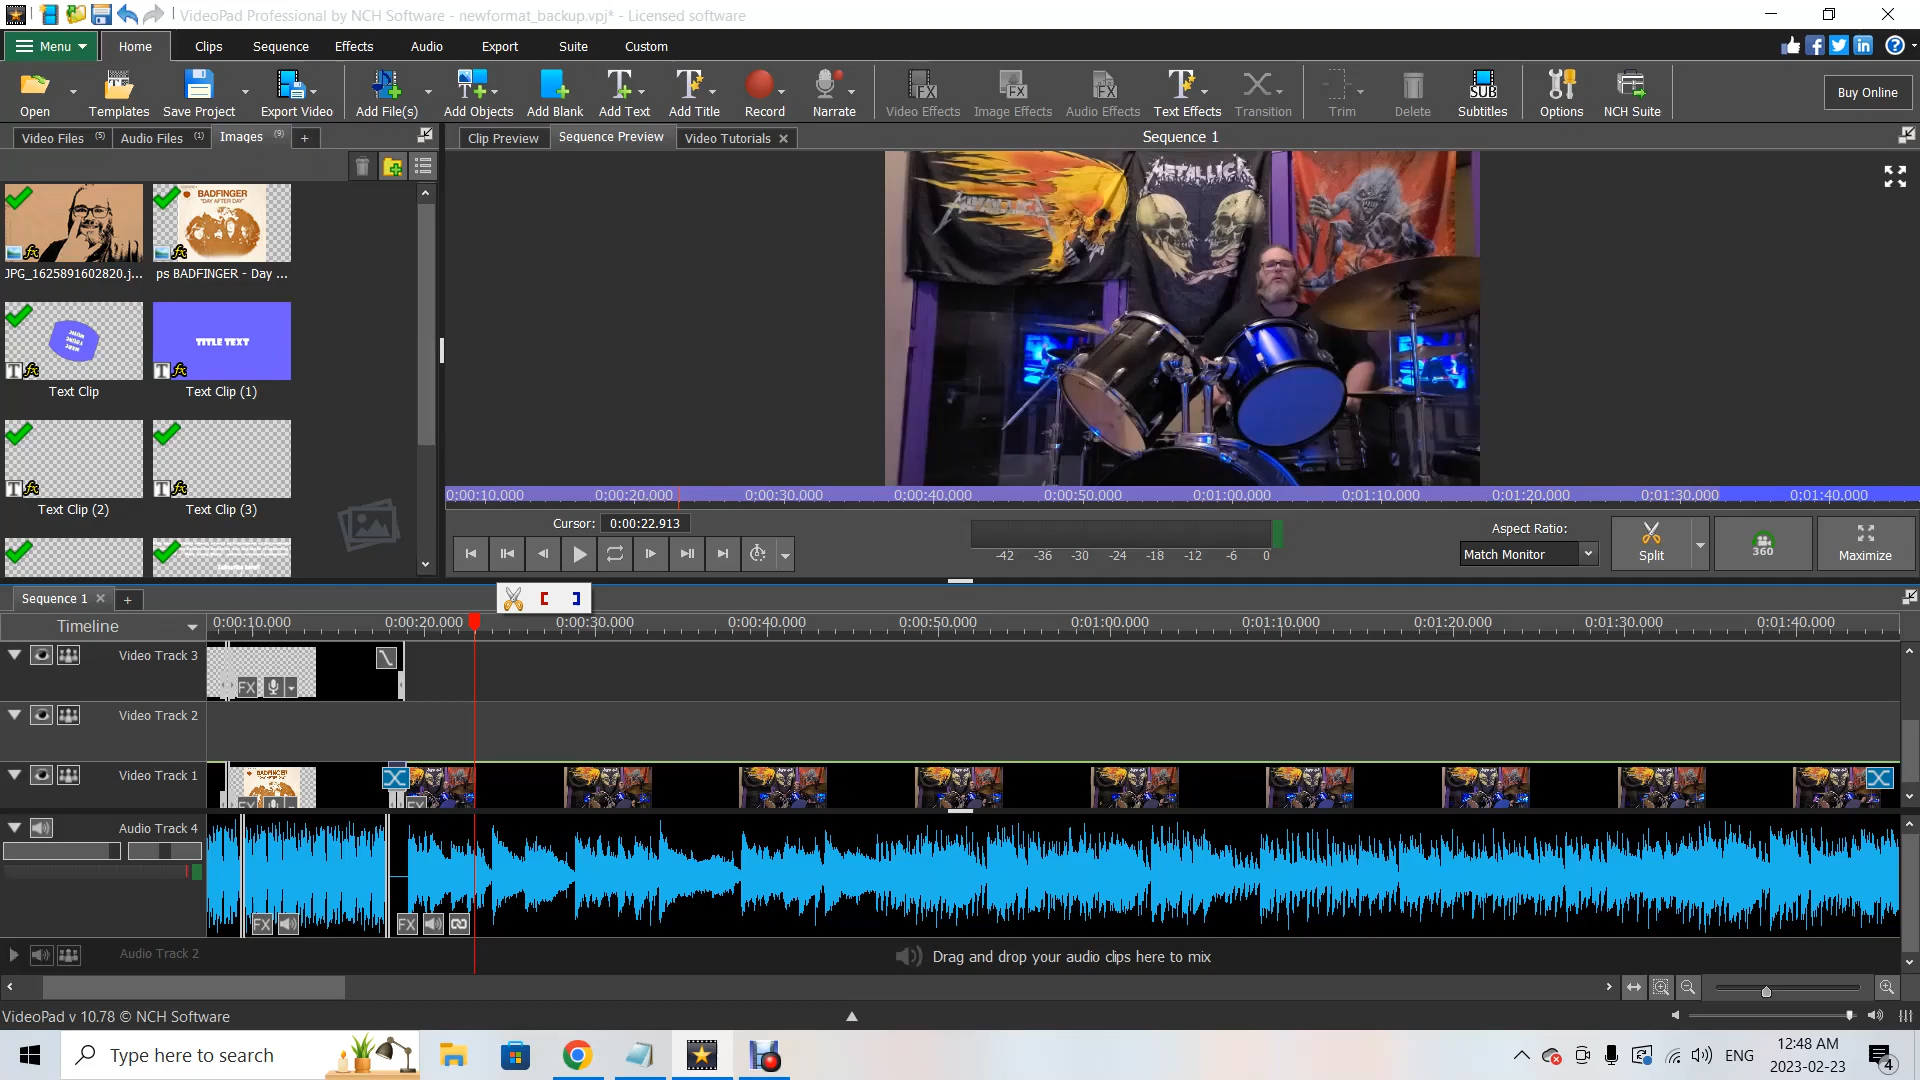 VideoPad Professional by NCH Software - newformat_backup.vpj* - Licensed software
Menu Home Clips Sequence Effects Audio Export Suite Custom
Open Templates Save Project Export Video Add File(s) Add Objects Add Blank Add Text Add Title Record Narrate Video Effects Image Effects Audio Effects Text Effects Transition Trim Delete Subtitles Options NCH Suite Buy Online
Video Files (5) Audio Files (1) Images (9) +
Clip Preview Sequence Preview Video Tutorials Sequence 1
METALLICA
BADFINGER
"DAY AFTER DAY"
JPG_1625891602820.j... ps BADFINGER - Day ...
TITLE TEXT
Text Clip Text Clip (1)
Text Clip (2) Text Clip (3)
0:00:10.000 0:00:20.000 0:00:30.000 0:00:40.000 0:00:50.000 0:01:00.000 0:01:10.000 0:01:20.000 0:01:30.000 0:01:40.000
Cursor: 0:00:22.913
-42 -36 -30 -24 -18 -12 -6 0
Aspect Ratio:
Match Monitor
Split 360 Maximize
Sequence 1 +
Timeline 0:00:10.000 0:00:20.000 0:00:30.000 0:00:40.000 0:00:50.000 0:01:00.000 0:01:10.000 0:01:20.000 0:01:30.000 0:01:40.000
Video Track 3
FX
Video Track 2
Video Track 1
BADFINGER
FX FX
Audio Track 4
FX FX
Audio Track 2
Drag and drop your audio clips here to mix
VideoPad v 10.78 © NCH Software
Type here to search
ENG
12:48 AM
2023-02-23
4